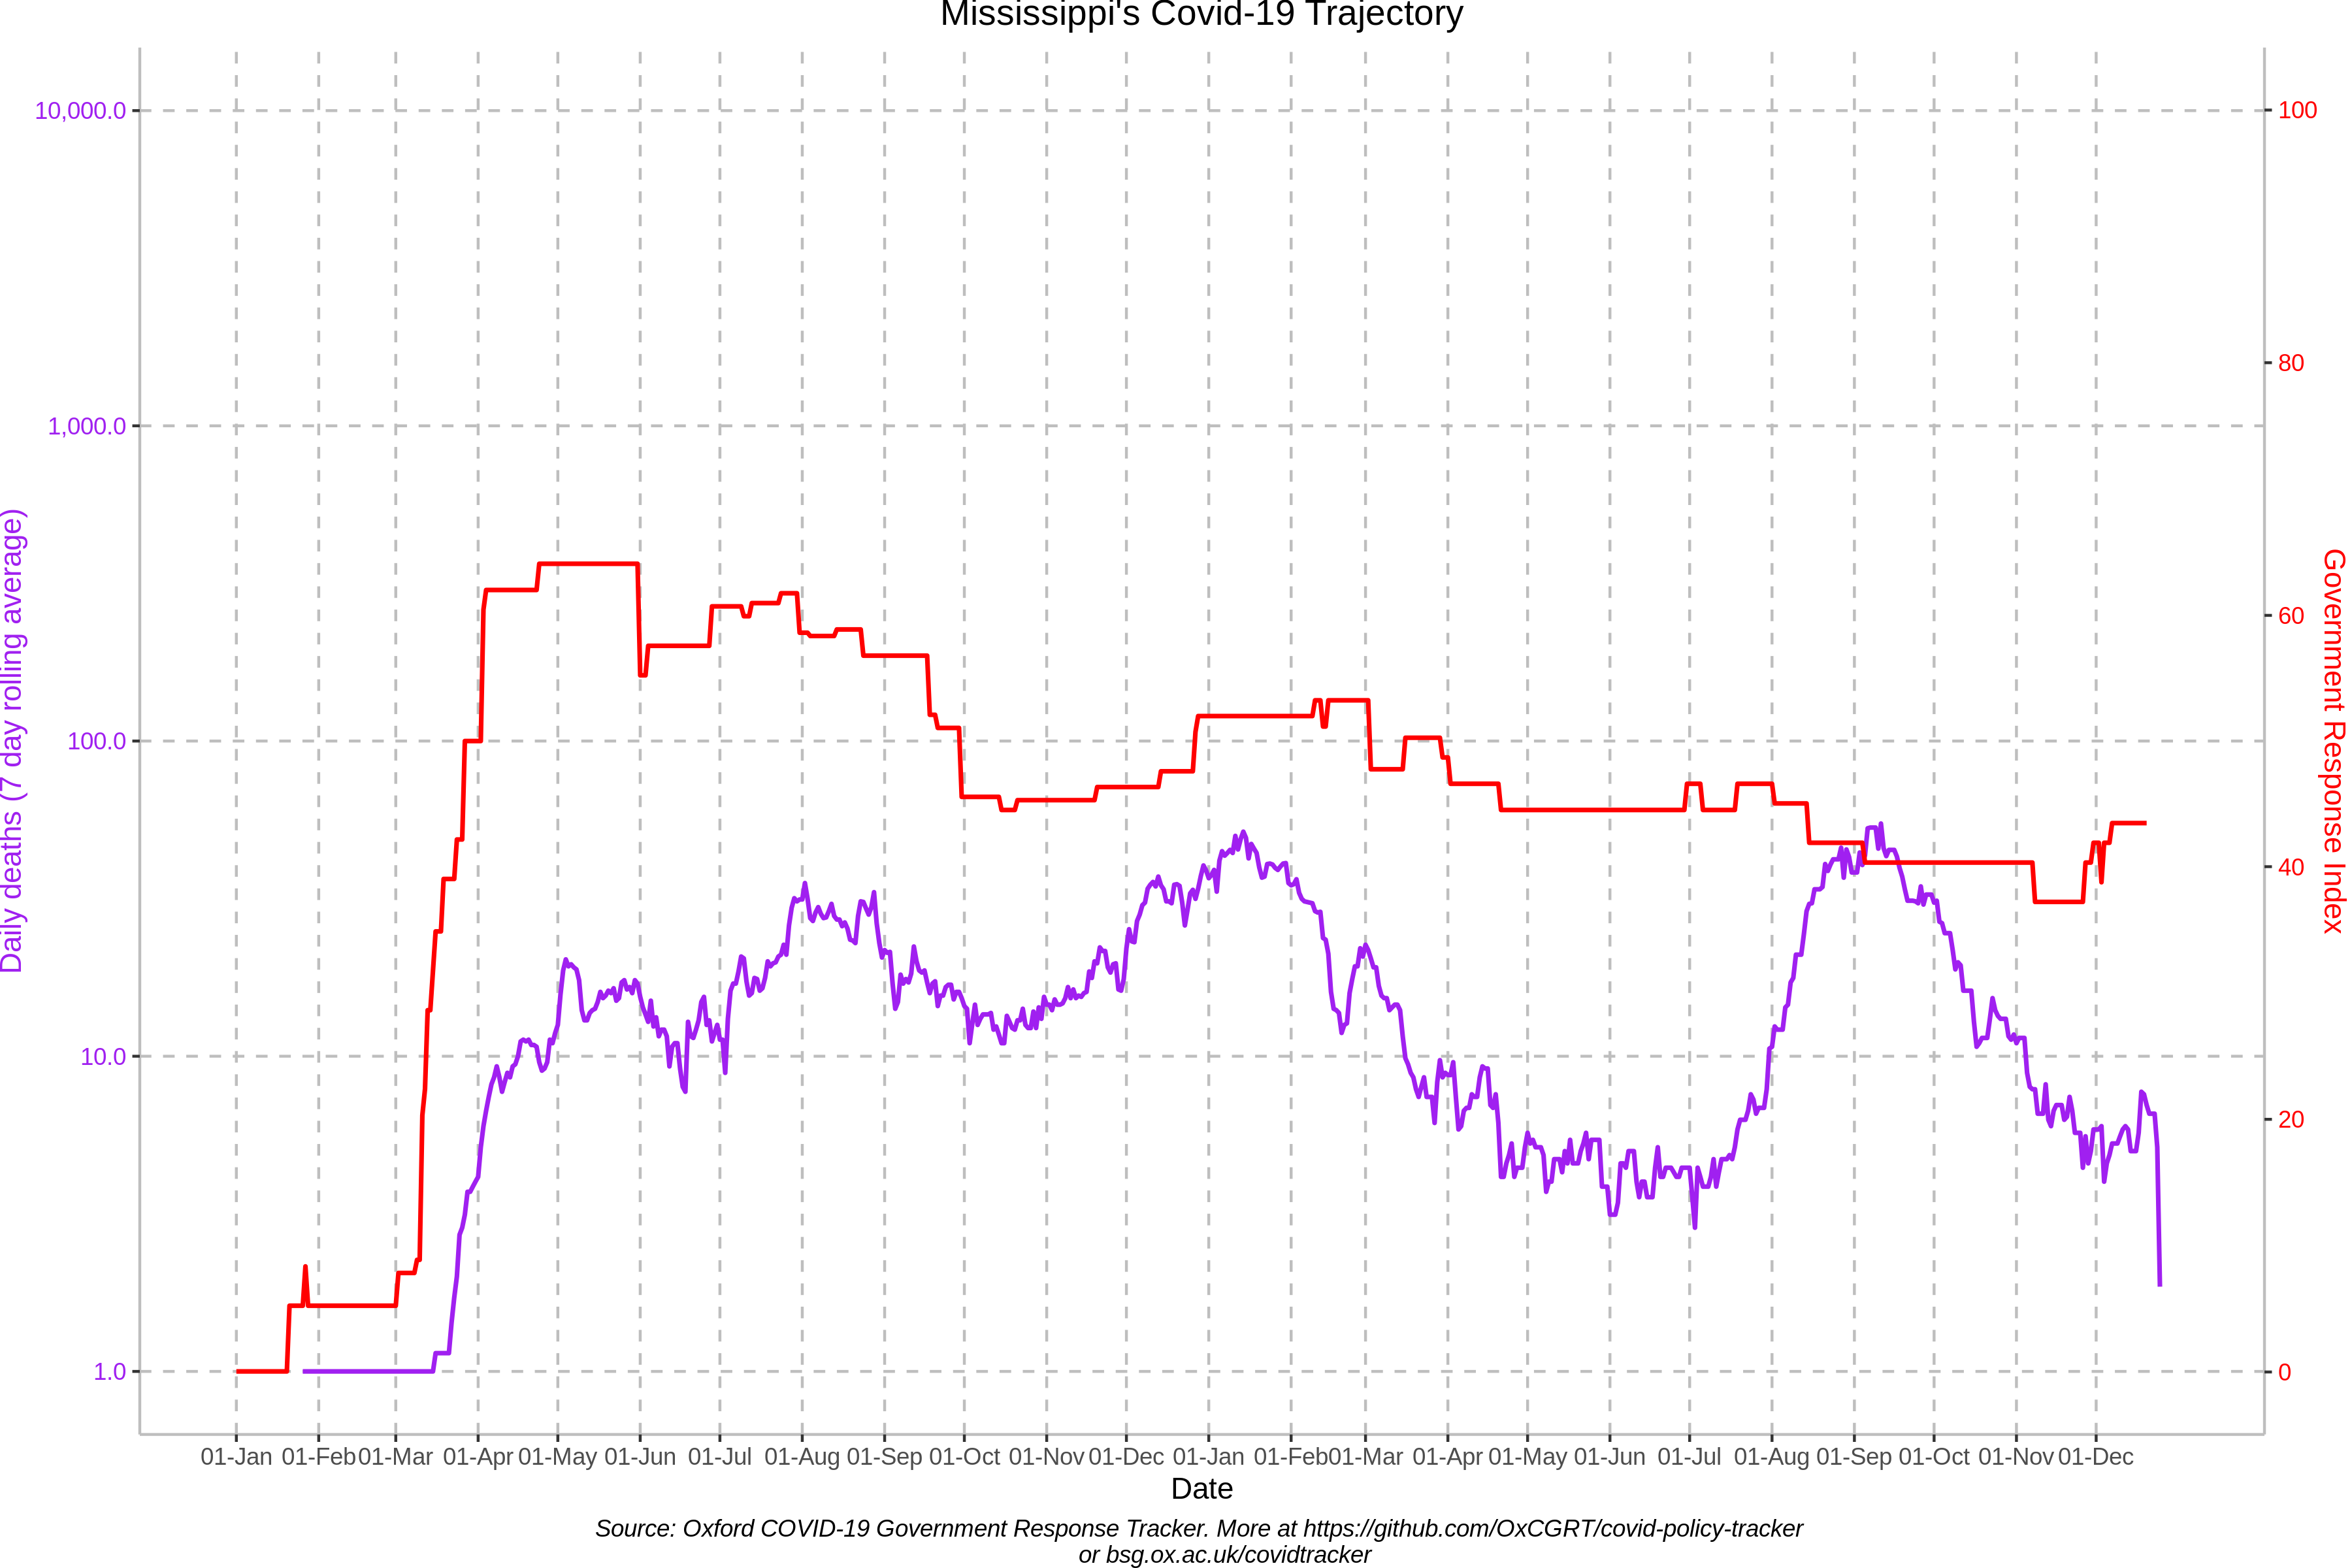 Mississippi's Covid-19 Trajectory
10,000.0
1,000.0
100.0
10.0
1.0
Daily deaths (7 day rolling average)
100
80
60
40
20
0
Government Response Index
01-Jan 01-Feb 01-Mar 01-Apr 01-May 01-Jun 01-Jul 01-Aug 01-Sep 01-Oct 01-Nov 01-Dec 01-Jan 01-Feb 01-Mar 01-Apr 01-May 01-Jun 01-Jul 01-Aug 01-Sep 01-Oct 01-Nov 01-Dec
Date
Source: Oxford COVID-19 Government Response Tracker. More at https://github.com/OxCGRT/covid-policy-tracker
or bsg.ox.ac.uk/covidtracker